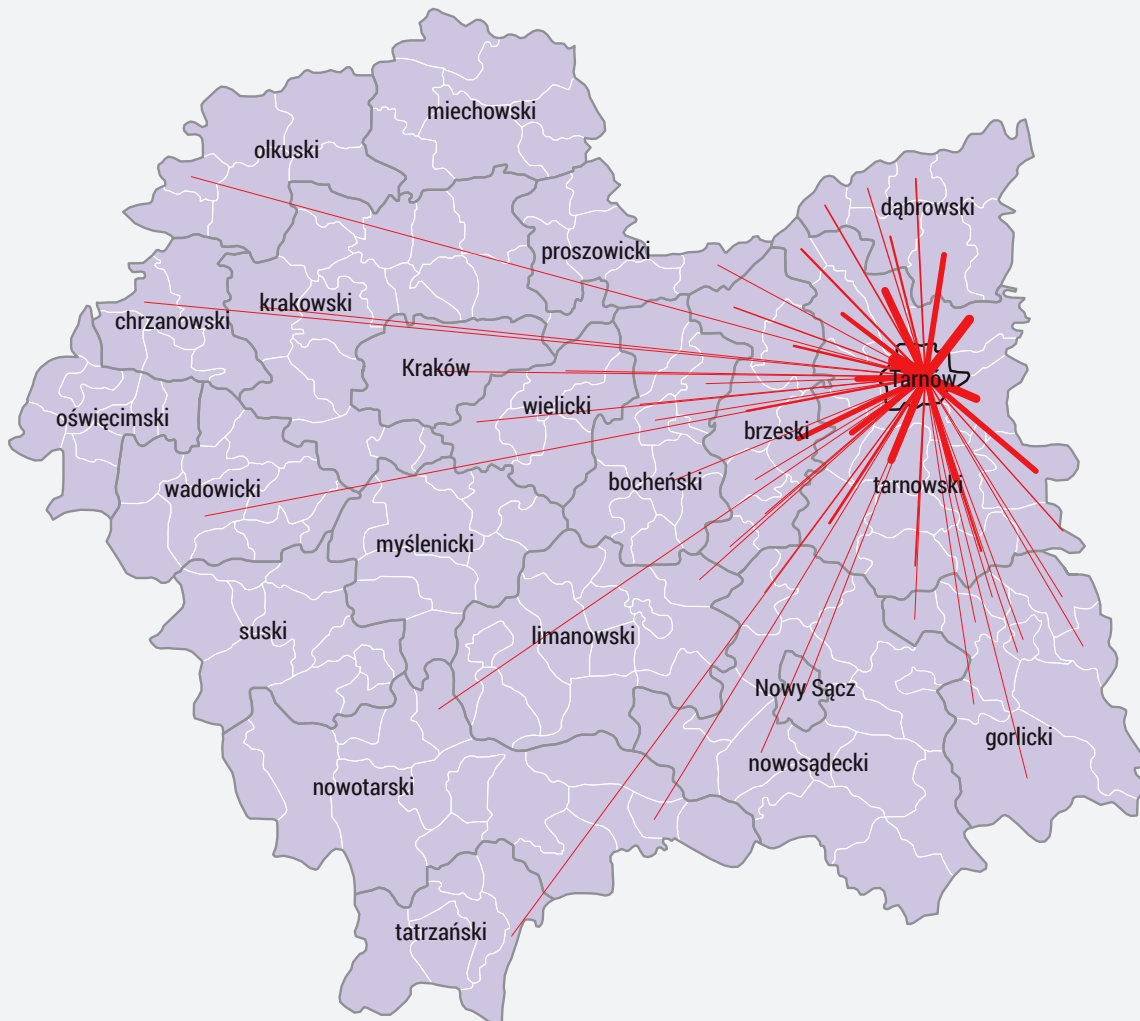 miechowski
olkuski
dąbrowski
proszowicki
krakowski
chrzanowski
Kraków
Tarnów
wielicki
oświęcimski
brzeski
bocheński
tarnowski
wadowicki
myślenicki
suski
limanowski
Nowy Sącz
gorlicki
nowosądecki
nowotarski
tatrzański